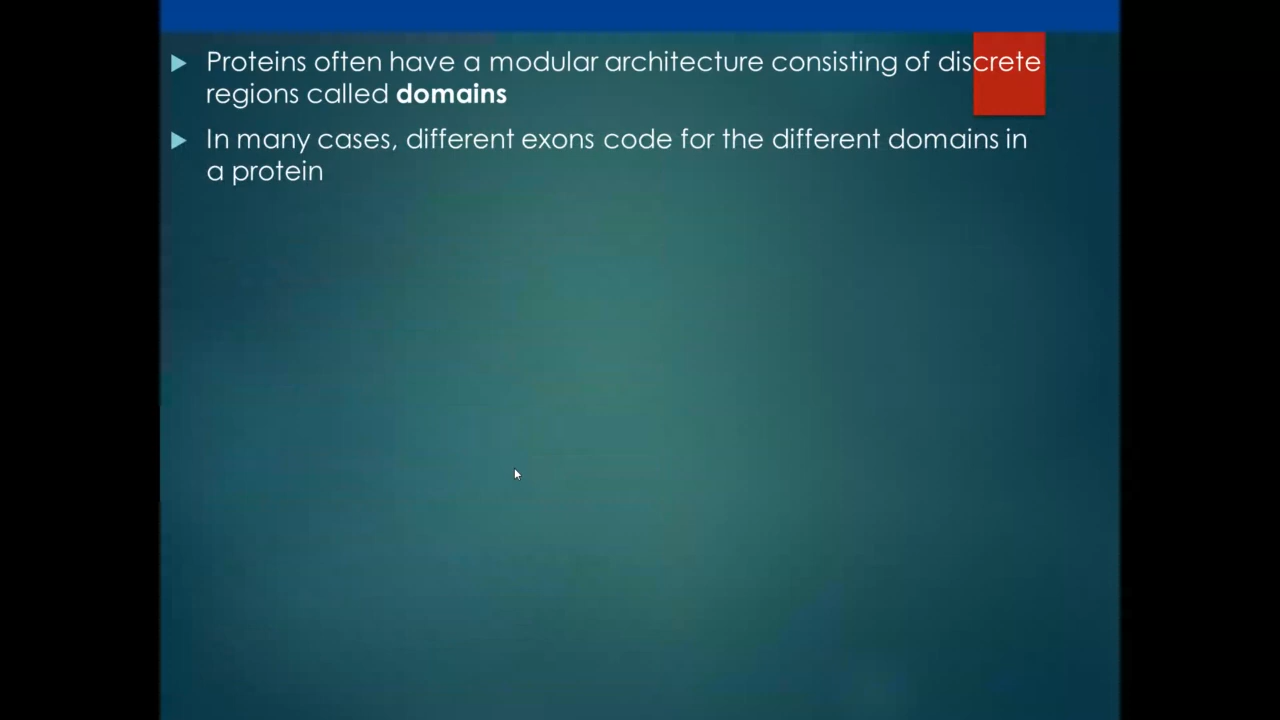 Proteins often have a modular architecture consisting of discrete
regions called domains
In many cases, different exons code for the different domains in
a protein